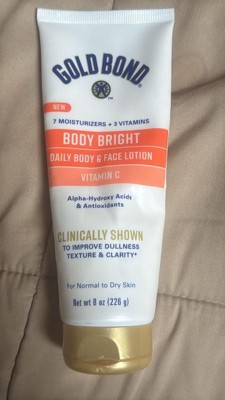 GOLD BOND
NEW
7 MOISTURIZERS + 3 VITAMINS
BODY BRIGHT
DAILY BODY & FACE LOTION
VITAMIN C
Alpha-Hydroxy Acids
& Antioxidants
CLINICALLY SHOWN
TO IMPROVE DULLNESS
TEXTURE & CLARITY*
For Normal to Dry Skin
Net wt 8 oz (226 g)